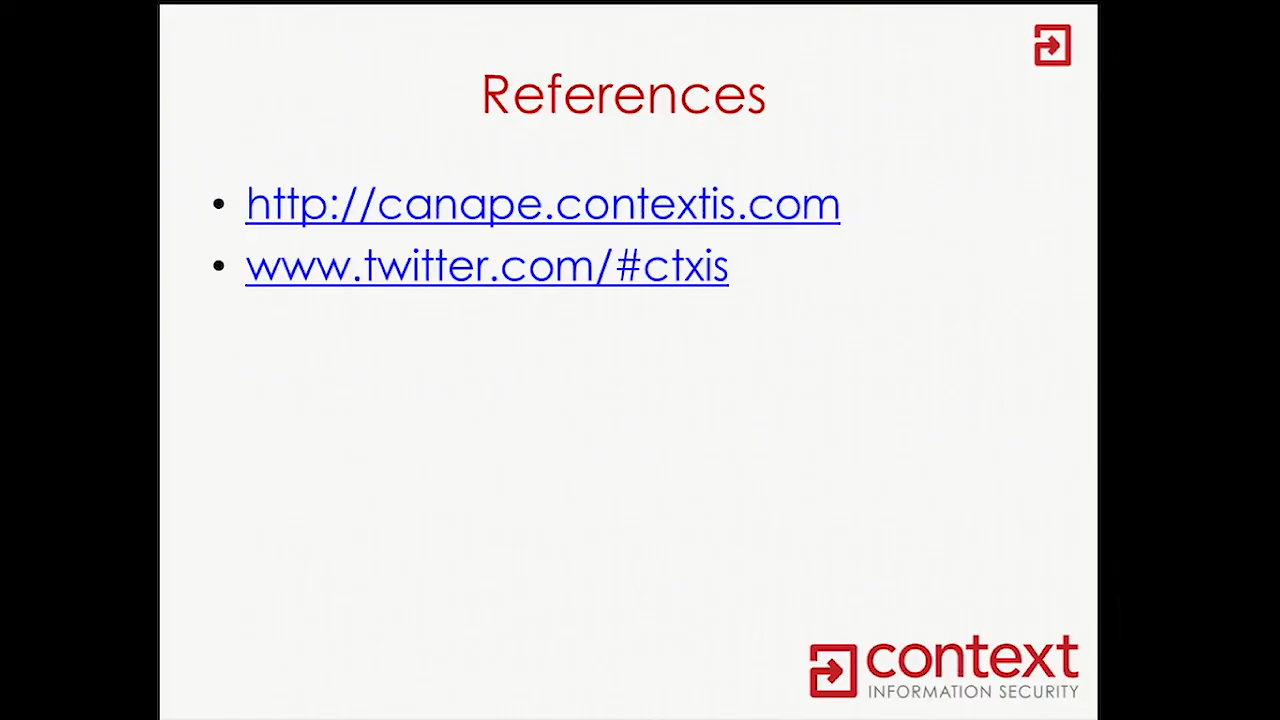 References
• http://canape.contextis.com
• www.twitter.com/#ctxis
context
INFORMATION SECURITY